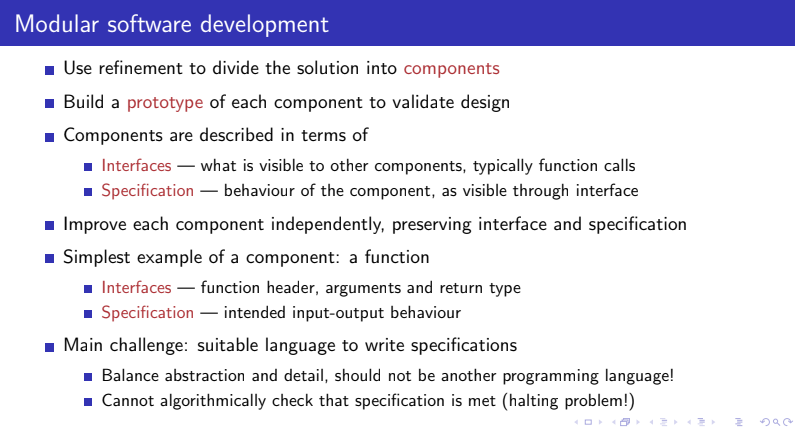 Modular software development
Use refinement to divide the solution into components
Build a prototype of each component to validate design
Components are described in terms of
Interfaces — what is visible to other components, typically function calls
Specification — behaviour of the component, as visible through interface
Improve each component independently, preserving interface and specification
Simplest example of a component: a function
Interfaces — function header, arguments and return type
Specification — intended input-output behaviour
Main challenge: suitable language to write specifications
Balance abstraction and detail, should not be another programming language!
Cannot algorithmically check that specification is met (halting problem!)